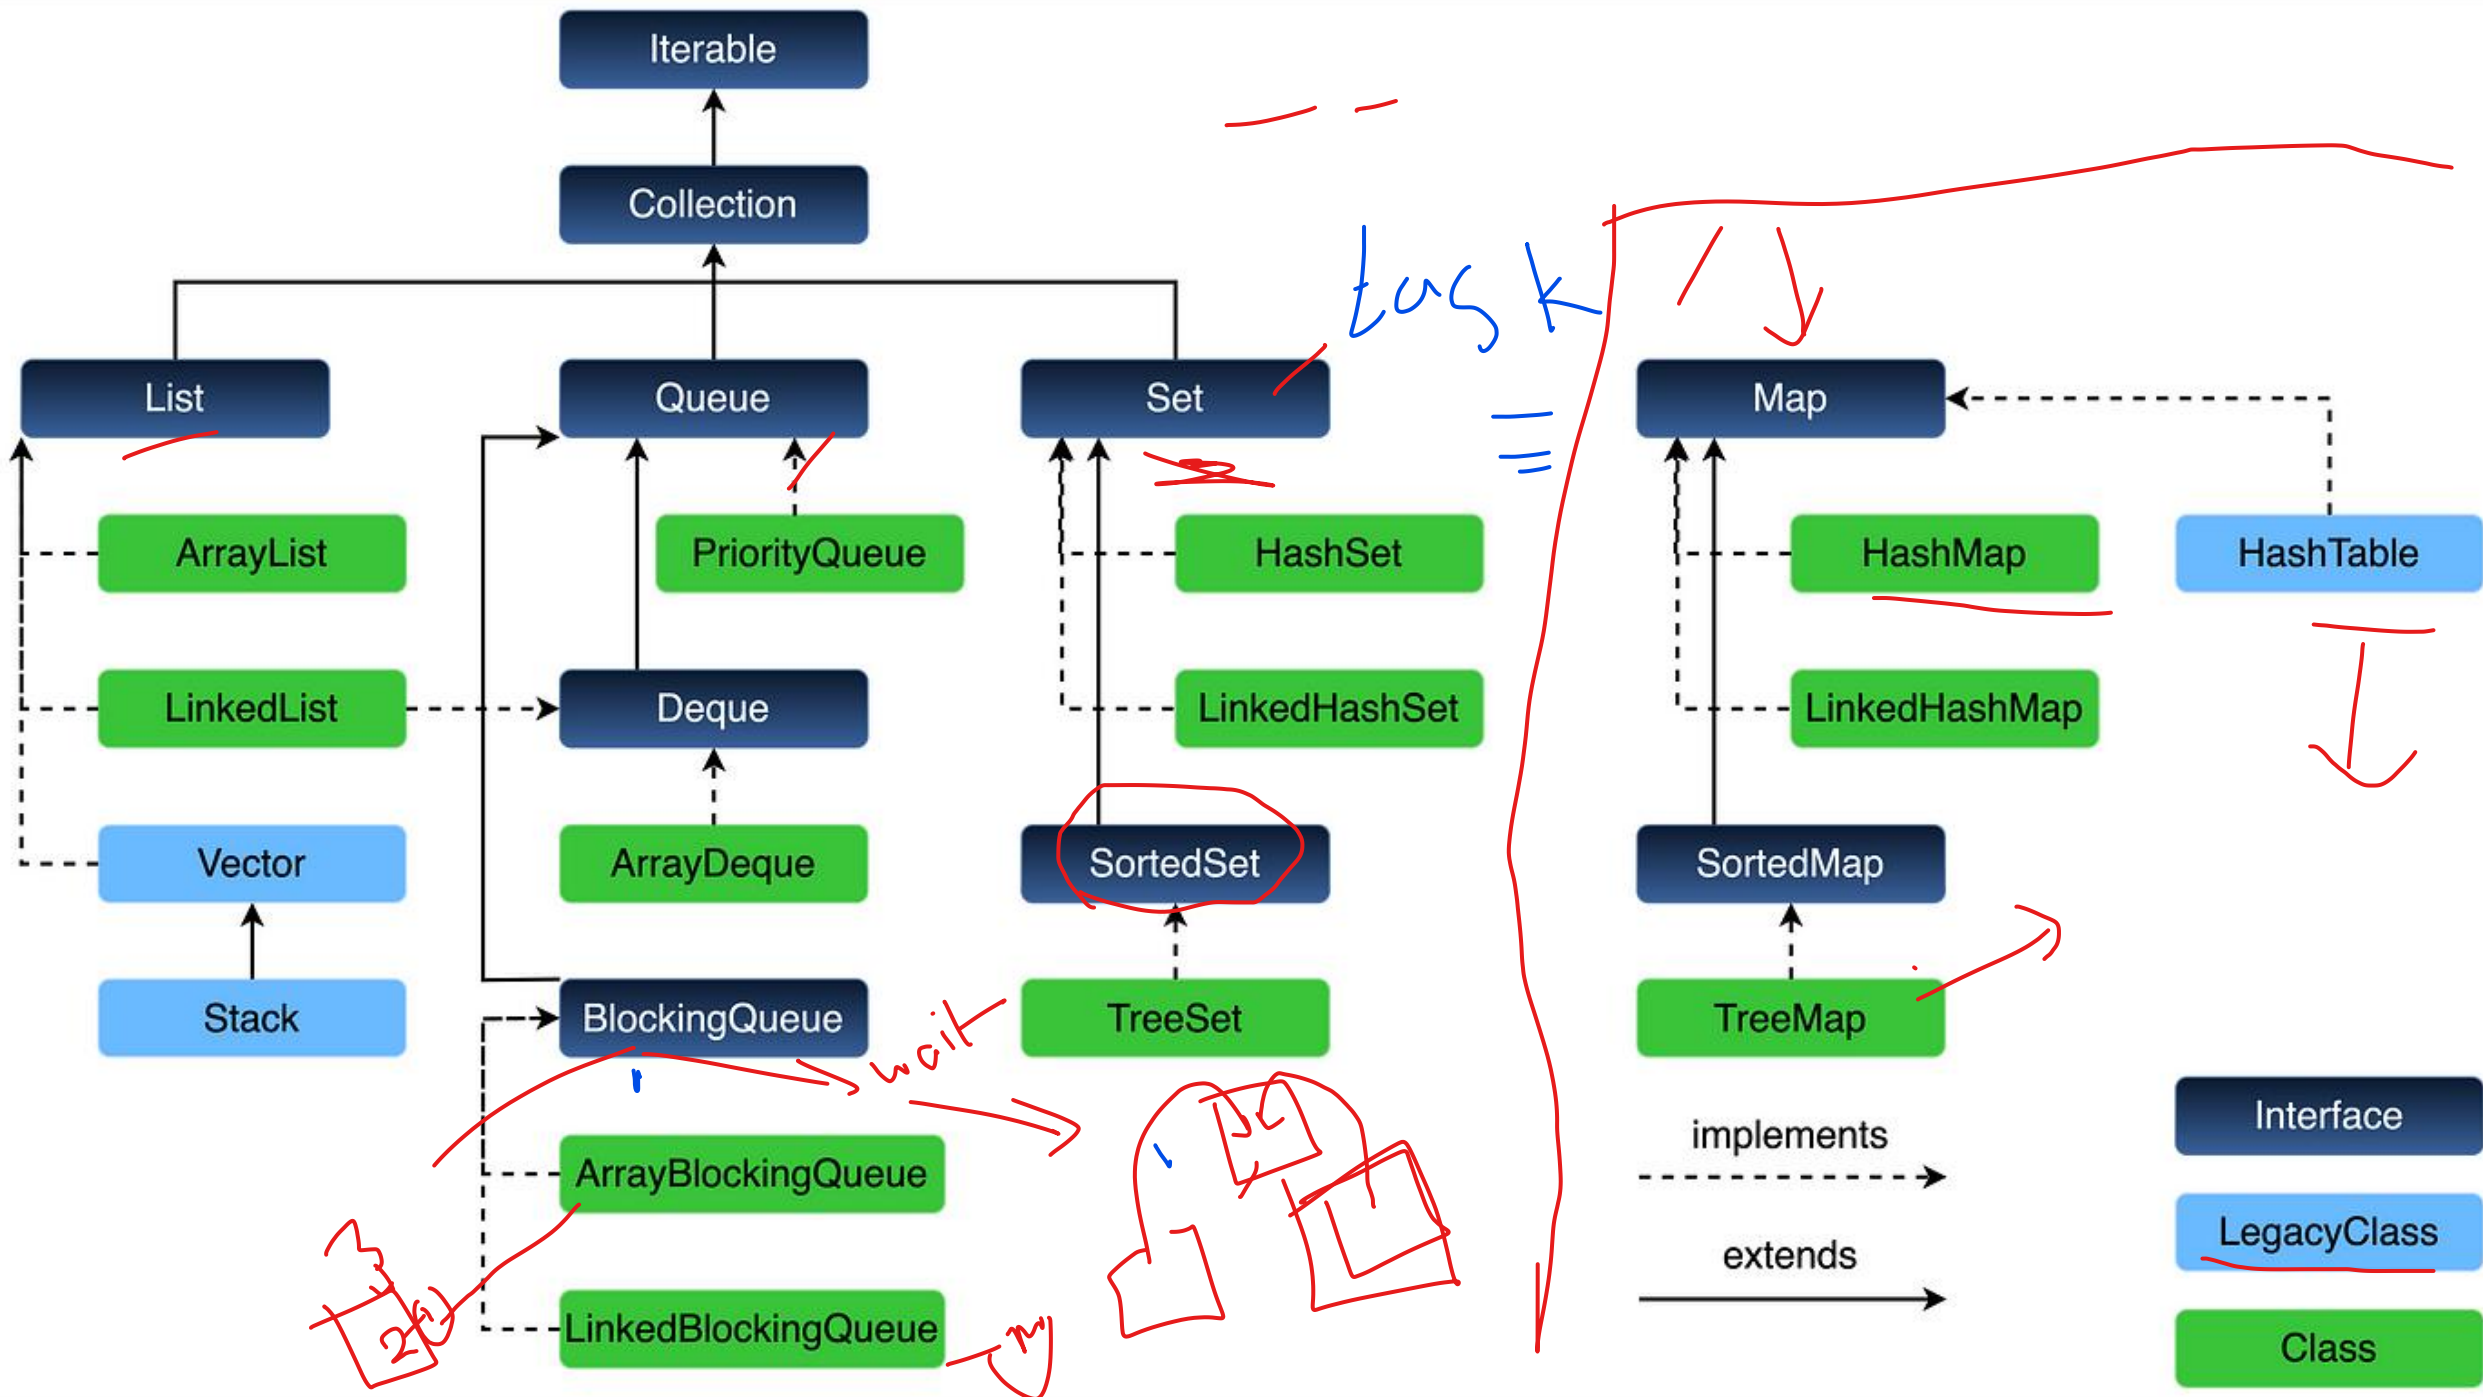 Iterable
Collection
task
List Queue Set Map
ArrayList PriorityQueue HashSet HashMap HashTable
LinkedList Deque LinkedHashSet LinkedHashMap
Vector ArrayDeque SortedSet SortedMap
Stack BlockingQueue TreeSet TreeMap
wait
Interface
implements
ArrayBlockingQueue
LegacyClass
extends
LinkedBlockingQueue
Class